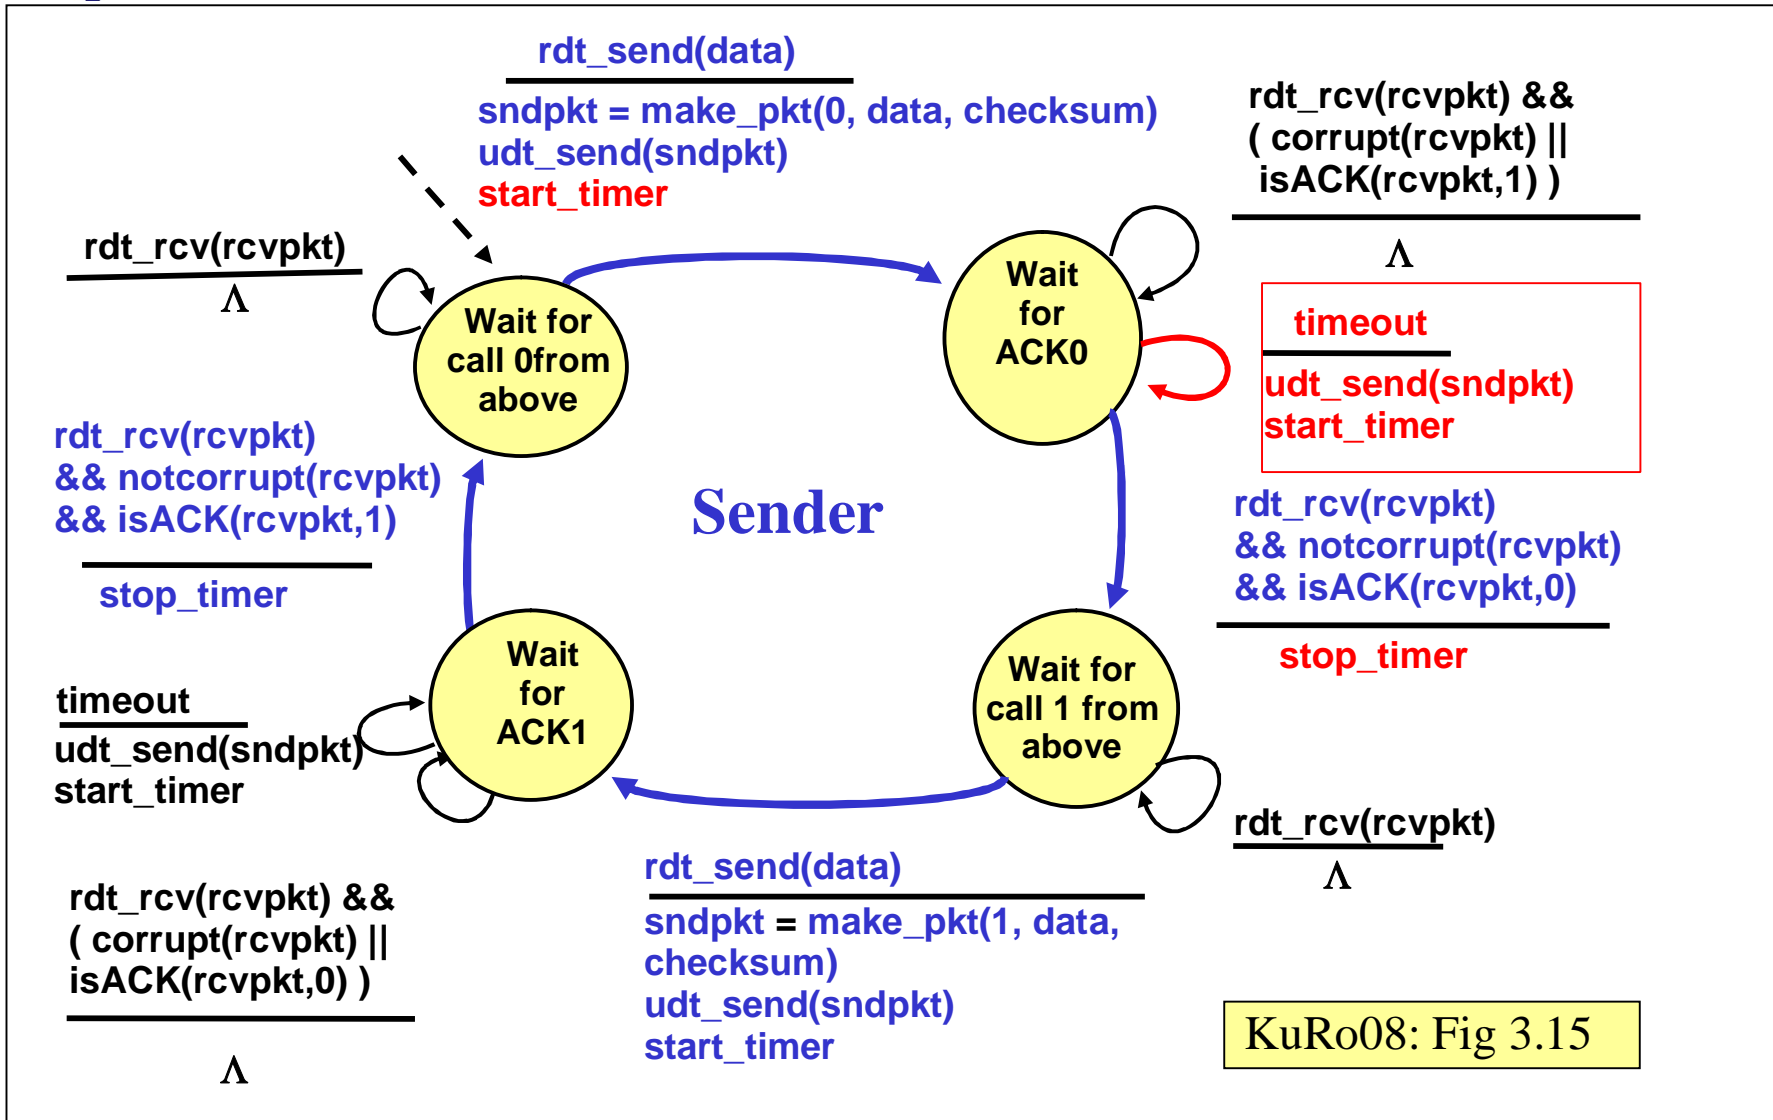 rdt_send(data)
sndpkt = make_pkt(0, data, checksum)
udt_send(sndpkt)
start_timer
rdt_rcv(rcvpkt) &&
( corrupt(rcvpkt) ||
isACK(rcvpkt,1) )
Λ
rdt_rcv(rcvpkt)
Λ
Wait for
call 0from
above
Wait
for
ACK0
timeout
udt_send(sndpkt)
start_timer
rdt_rcv(rcvpkt)
&& notcorrupt(rcvpkt)
&& isACK(rcvpkt,1)
stop_timer
Sender
rdt_rcv(rcvpkt)
&& notcorrupt(rcvpkt)
&& isACK(rcvpkt,0)
stop_timer
Wait
for
ACK1
Wait for
call 1 from
above
timeout
udt_send(sndpkt)
start_timer
rdt_rcv(rcvpkt)
Λ
rdt_rcv(rcvpkt) &&
( corrupt(rcvpkt) ||
isACK(rcvpkt,0) )
Λ
rdt_send(data)
sndpkt = make_pkt(1, data,
checksum)
udt_send(sndpkt)
start_timer
KuRo08: Fig 3.15